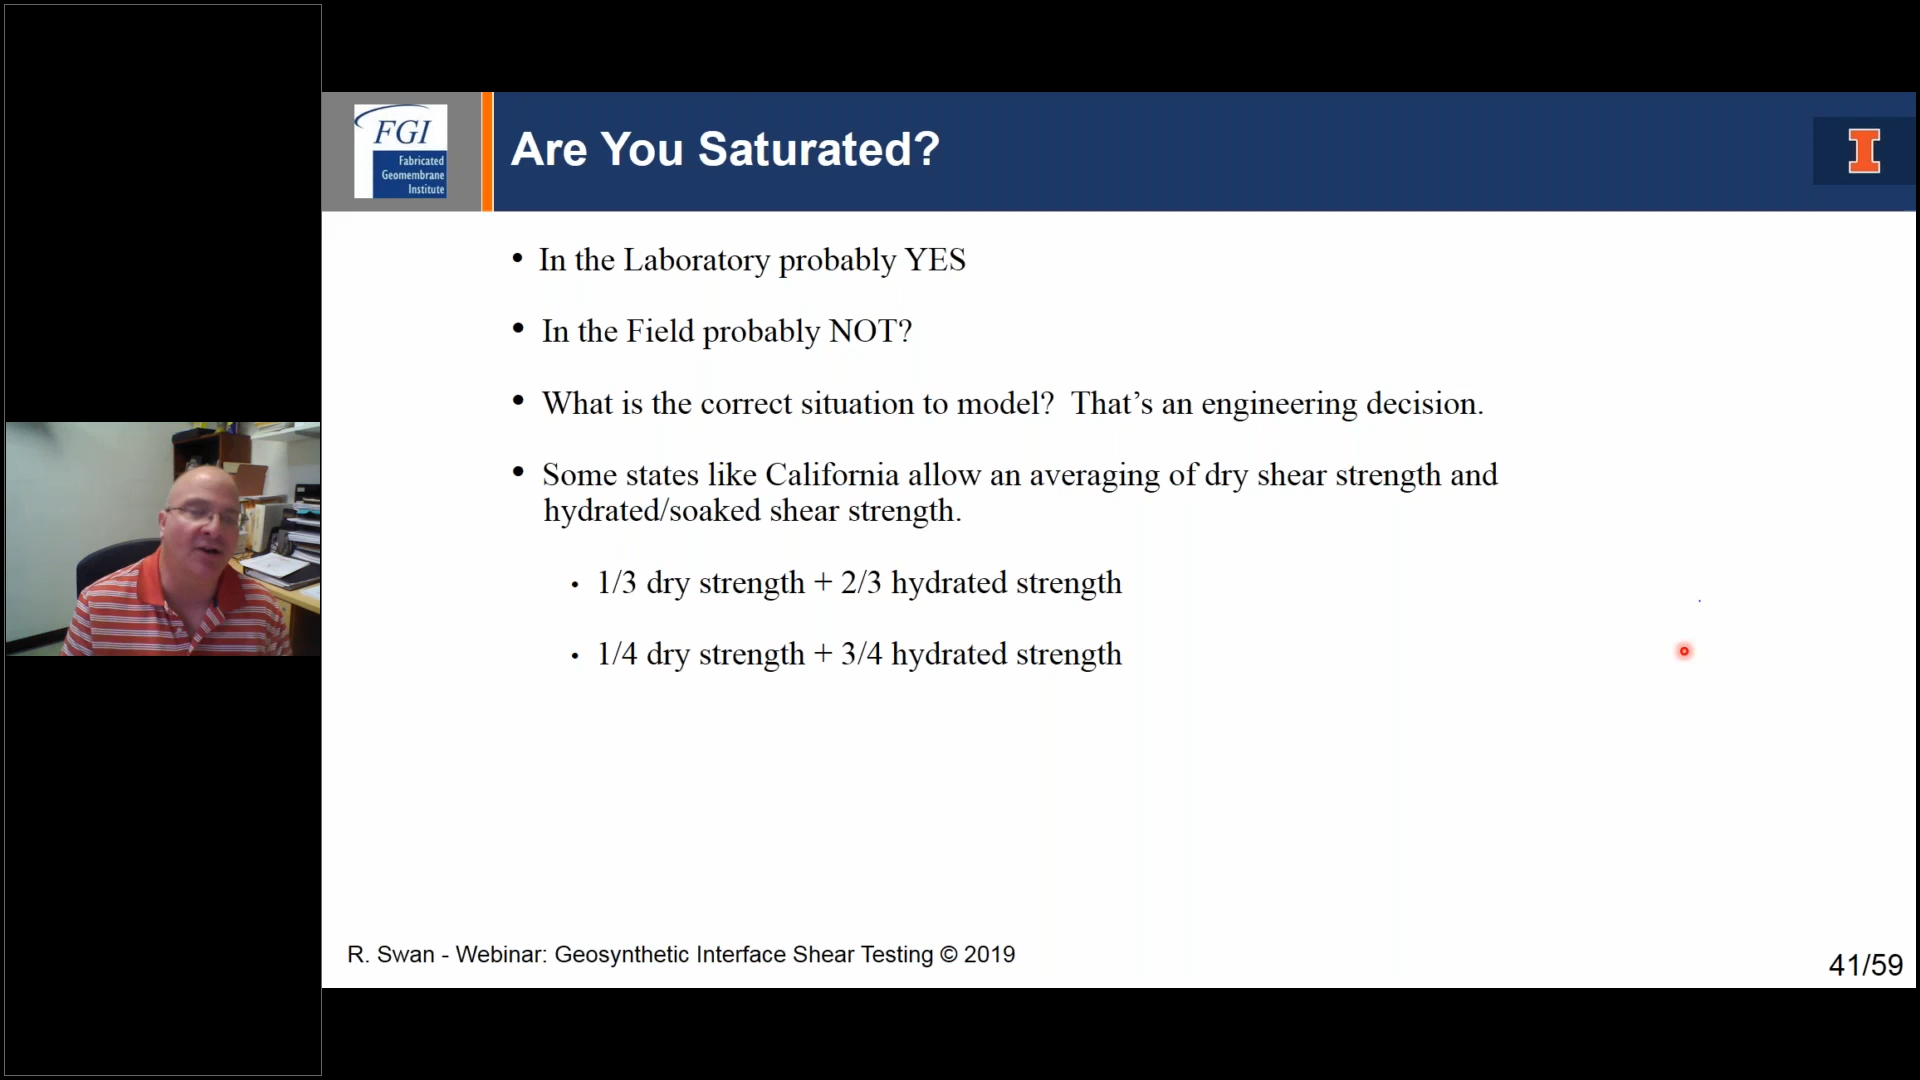 FGI
Fabricated
Geomembrane
Institute
Are You Saturated?
I
• In the Laboratory probably YES
• In the Field probably NOT?
• What is the correct situation to model?  That’s an engineering decision.
• Some states like California allow an averaging of dry shear strength and
hydrated/soaked shear strength.
• 1/3 dry strength + 2/3 hydrated strength
• 1/4 dry strength + 3/4 hydrated strength
R. Swan - Webinar: Geosynthetic Interface Shear Testing © 2019
41/59